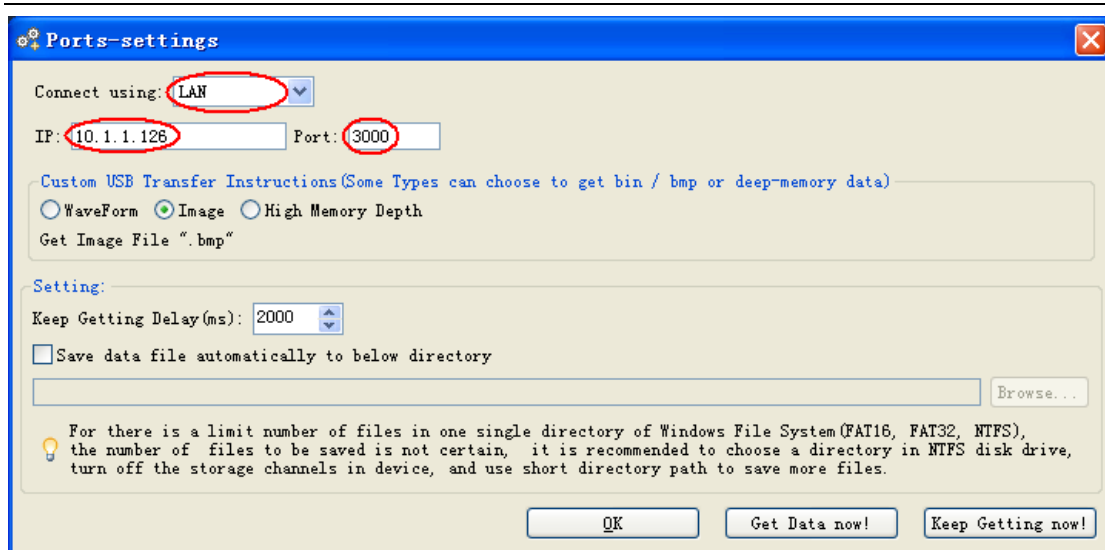 Ports-settings
Connect using: LAN
IP: 10.1.1.126 Port: 3000
Custom USB Transfer Instructions(Some Types can choose to get bin / bmp or deep-memory data)
WaveForm Image High Memory Depth
Get Image File ".bmp"
Setting:
Keep Getting Delay(ms): 2000
Save data file automatically to below directory
Browse...
For there is a limit number of files in one single directory of Windows File System(FAT16, FAT32, NTFS),
the number of files to be saved is not certain, it is recommended to choose a directory in NTFS disk drive,
turn off the storage channels in device, and use short directory path to save more files.
OK Get Data now! Keep Getting now!